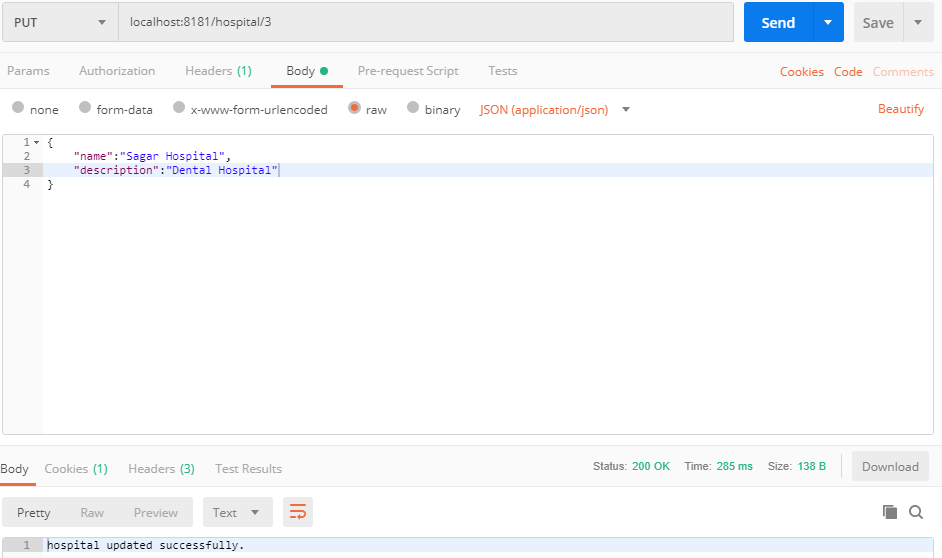 PUT localhost:8181/hospital/3 Send Save
Params Authorization Headers (1) Body Pre-request Script Tests Cookies Code Comments
none form-data x-www-form-urlencoded raw binary JSON (application/json) Beautify
1 {
2 "name":"Sagar Hospital",
3 "description":"Dental Hospital"
4 }
Body Cookies (1) Headers (3) Test Results Status: 200 OK Time: 285 ms Size: 138 B Download
Pretty Raw Preview Text
1 hospital updated successfully.